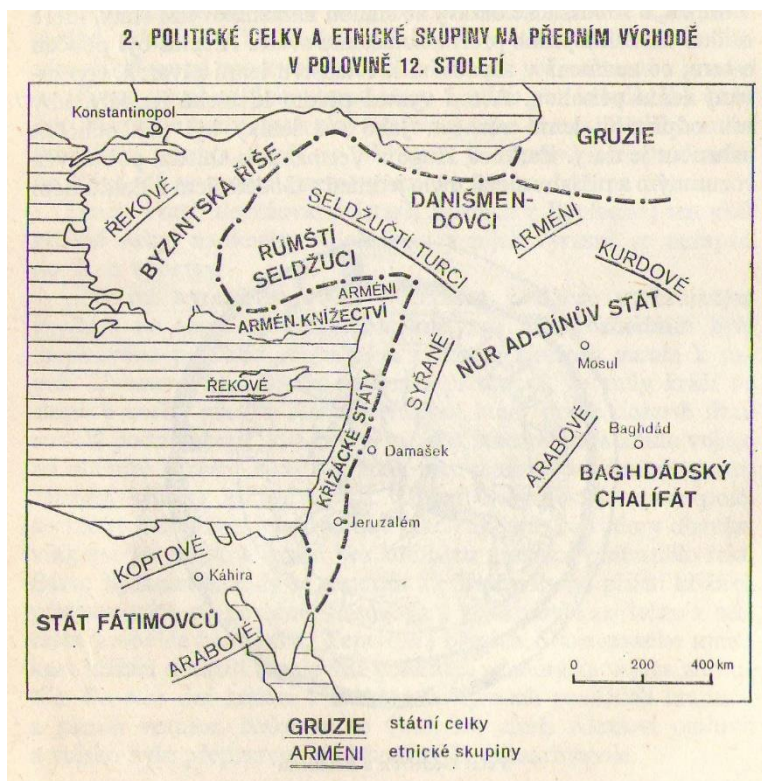 2. POLITICKÉ CELKY A ETNICKÉ SKUPINY NA PŘEDNÍM VÝCHODĚ
V POLOVINĚ 12. STOLETÍ
Konstantinopol
GRUZIE
BYZANTSKÁ ŘÍŠE
ŘEKOVÉ
DANIŠMEN-
DOVCI
SELDŽUČTÍ TURCI
ARMÉNI
RŪMŠTÍ
SELDŽUCI
KURDOVÉ
ARMÉNI
ARMÉN. KNÍŽECTVÍ
NŪR AD-DÍNŮV STÁT
Mosul
SYŘANÉ
ŘEKOVÉ
KŘIŽÁCKÉ STÁTY
Damašek
ARABOVÉ
Baghdád
BAGHDÁDSKÝ
CHALÍFÁT
Jeruzalém
KOPTOVÉ
Káhira
STÁT FÁTIMOVCŮ
ARABOVÉ
0 200 400 km
GRUZIE státní celky
ARMÉNI etnické skupiny